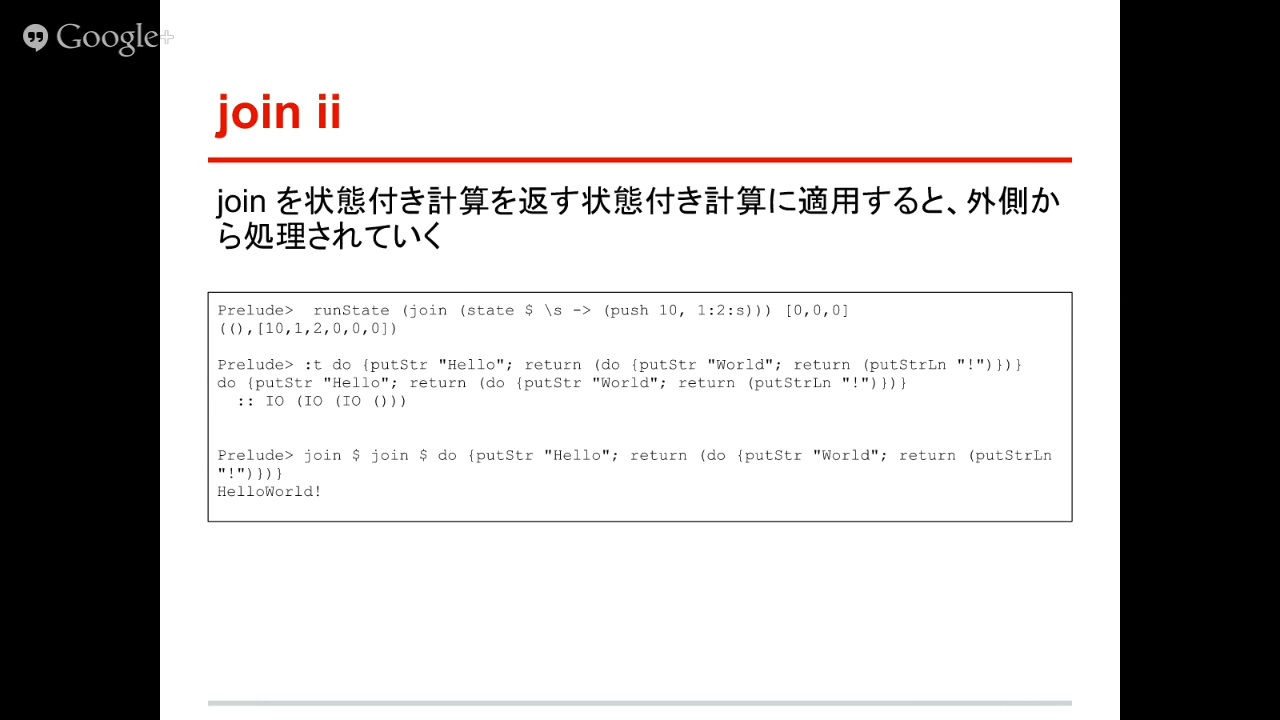 Google+
join ii
join を状態付き計算を返す状態付き計算に適用すると、外側か
ら処理されていく
Prelude>  runState (join (state $ \s -> (push 10, 1:2:s))) [0,0,0]
((),[10,1,2,0,0,0])
Prelude> :t do {putStr "Hello"; return (do {putStr "World"; return (putStrLn "!")})}
do {putStr "Hello"; return (do {putStr "World"; return (putStrLn "!")})}
  :: IO (IO (IO ()))
Prelude> join $ join $ do {putStr "Hello"; return (do {putStr "World"; return (putStrLn
"!")})}
HelloWorld!